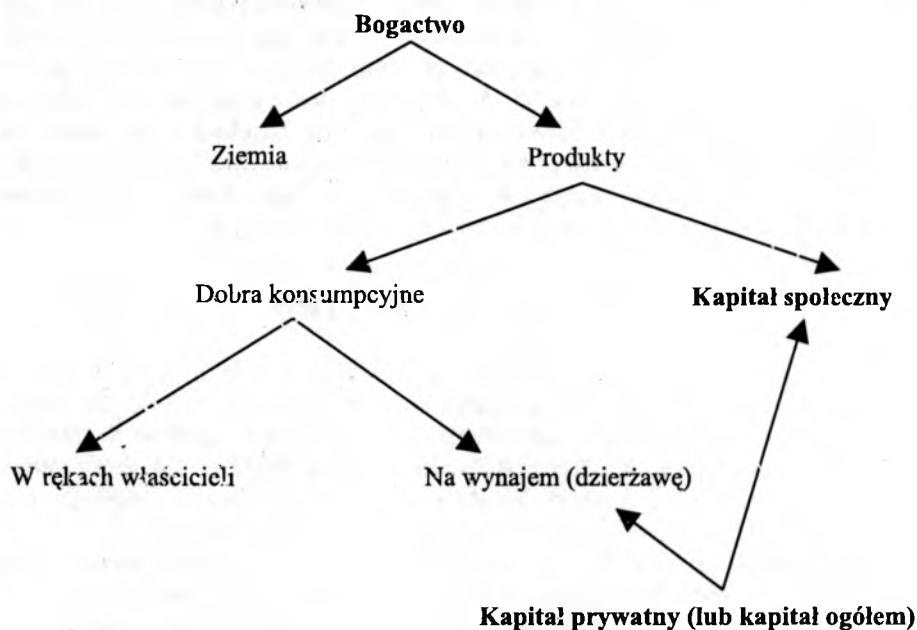 Bogactwo
Ziemia
Produkty
Dobra konsumpcyjne
Kapitał społeczny
W rękach właścicieli
Na wynajem (dzierżawę)
Kapitał prywatny (lub kapitał ogółem)